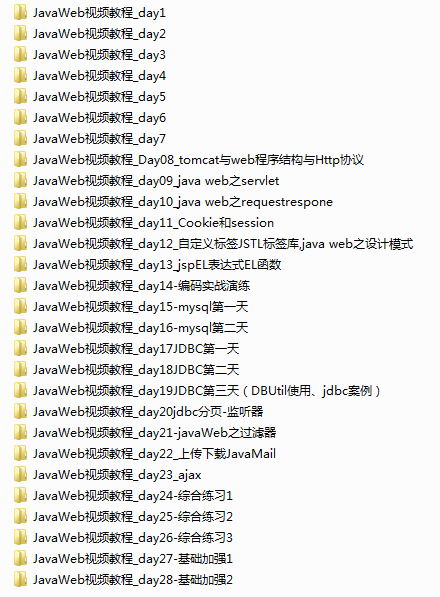 JavaWeb视频教程_day1
JavaWeb视频教程_day2
JavaWeb视频教程_day3
JavaWeb视频教程_day4
JavaWeb视频教程_day5
JavaWeb视频教程_day6
JavaWeb视频教程_day7
JavaWeb视频教程_Day08_tomcat与web程序结构与Http协议
JavaWeb视频教程_day09_java web之servlet
JavaWeb视频教程_day10_java web之requestrespone
JavaWeb视频教程_day11_Cookie和session
JavaWeb视频教程_day12_自定义标签JSTL标签库,java web之设计模式
JavaWeb视频教程_day13_jspEL表达式EL函数
JavaWeb视频教程_day14-编码实战演练
JavaWeb视频教程_day15-mysql第一天
JavaWeb视频教程_day16-mysql第二天
JavaWeb视频教程_day17JDBC第一天
JavaWeb视频教程_day18JDBC第二天
JavaWeb视频教程_day19JDBC第三天（DBUtil使用、jdbc案例）
JavaWeb视频教程_day20jdbc分页-监听器
JavaWeb视频教程_day21-javaWeb之过滤器
JavaWeb视频教程_day22_上传下载JavaMail
JavaWeb视频教程_day23_ajax
JavaWeb视频教程_day24-综合练习1
JavaWeb视频教程_day25-综合练习2
JavaWeb视频教程_day26-综合练习3
JavaWeb视频教程_day27-基础加强1
JavaWeb视频教程_day28-基础加强2